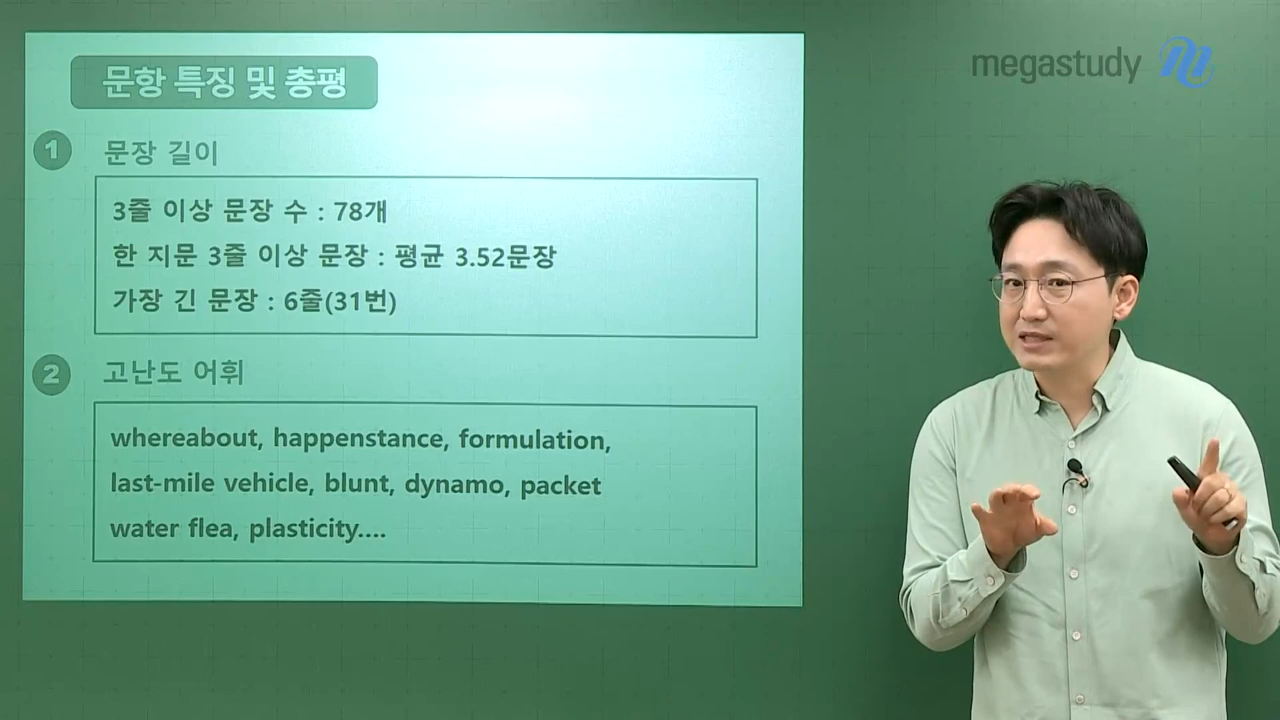 megastudy
문항 특징 및 총평
1 문장 길이
3줄 이상 문장 수 : 78개
한 지문 3줄 이상 문장 : 평균 3.52문장
가장 긴 문장 : 6줄(31번)
2 고난도 어휘
whereabout, happenstance, formulation,
last-mile vehicle, blunt, dynamo, packet
water flea, plasticity....